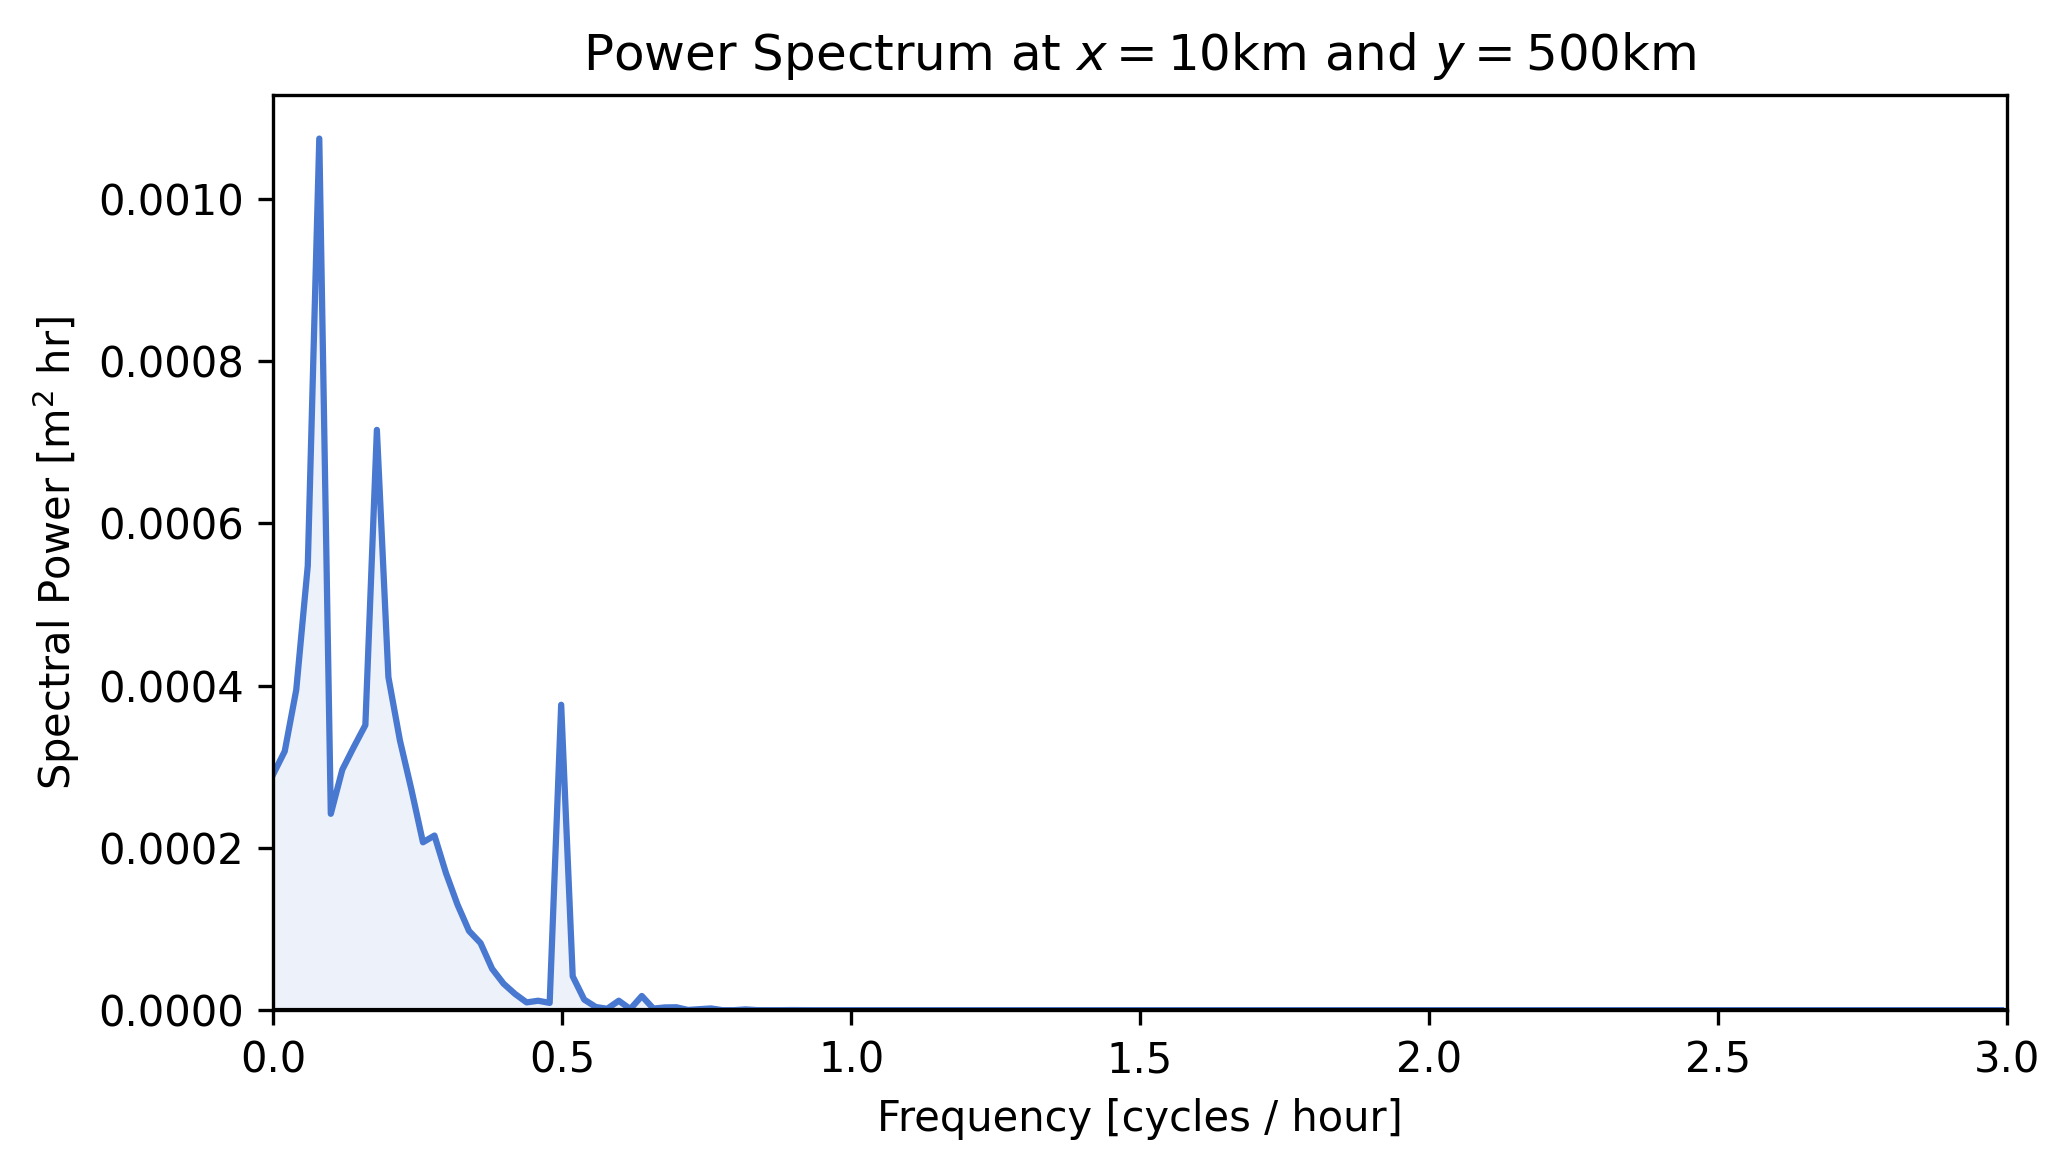 Power Spectrum at x = 10km and y = 500km
Spectral Power [m² hr]
0.0010
0.0008
0.0006
0.0004
0.0002
0.0000
0.0 0.5 1.0 1.5 2.0 2.5 3.0
Frequency [cycles / hour]